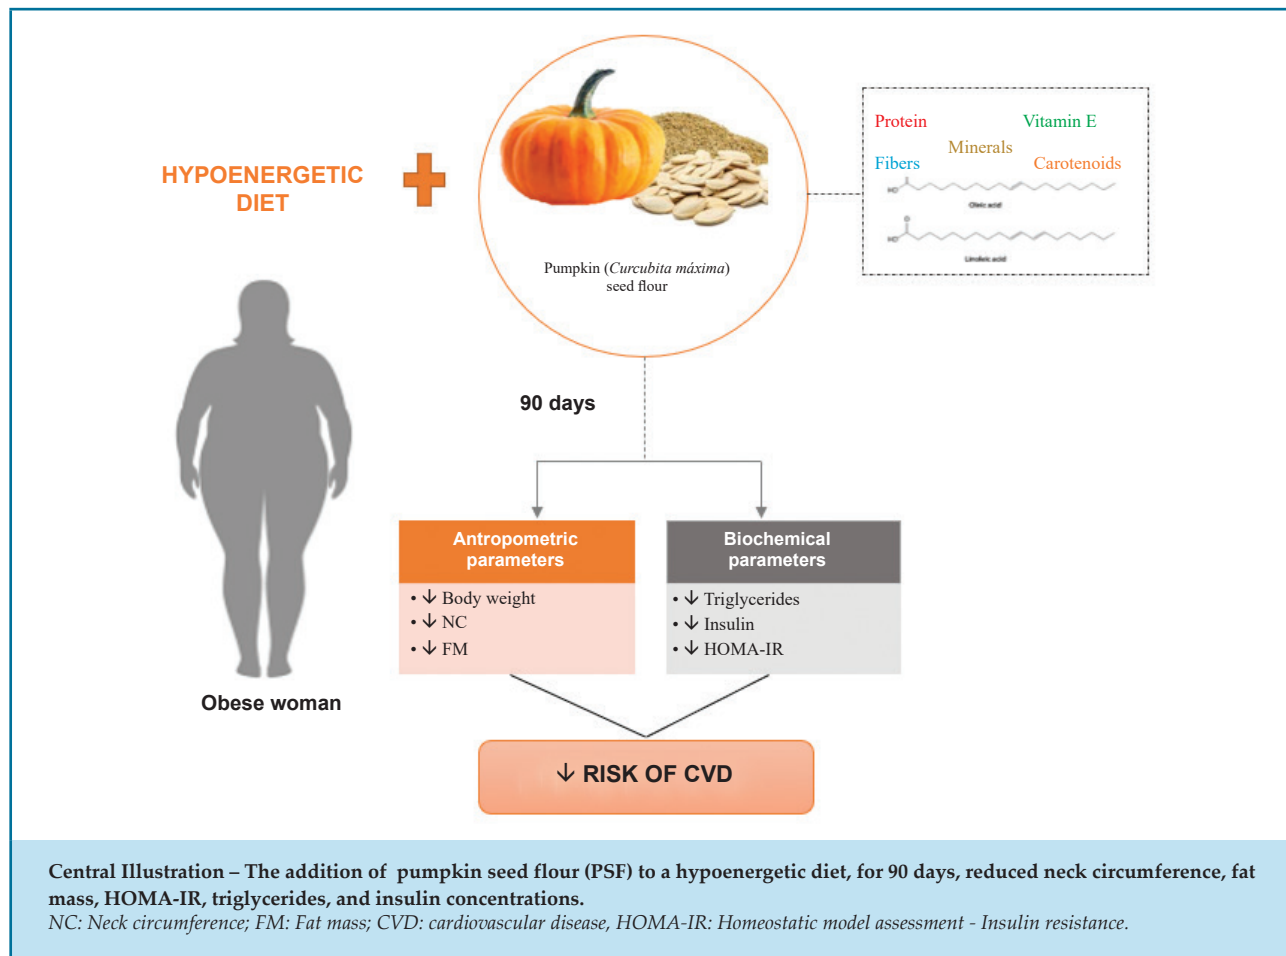 HYPOENERGETIC
DIET
Pumpkin (Curcubita máxima)
seed flour
Protein
Vitamin E
Minerals
Fibers
Carotenoids
HO
Oleic acid
O
HO
Linoleic acid
90 days
Obese woman
Antropometric
parameters
• ↓ Body weight
• ↓ NC
• ↓ FM
Biochemical
parameters
• ↓ Triglycerides
• ↓ Insulin
• ↓ HOMA-IR
↓ RISK OF CVD
Central Illustration – The addition of pumpkin seed flour (PSF) to a hypoenergetic diet, for 90 days, reduced neck circumference, fat
mass, HOMA-IR, triglycerides, and insulin concentrations.
NC: Neck circumference; FM: Fat mass; CVD: cardiovascular disease, HOMA-IR: Homeostatic model assessment - Insulin resistance.